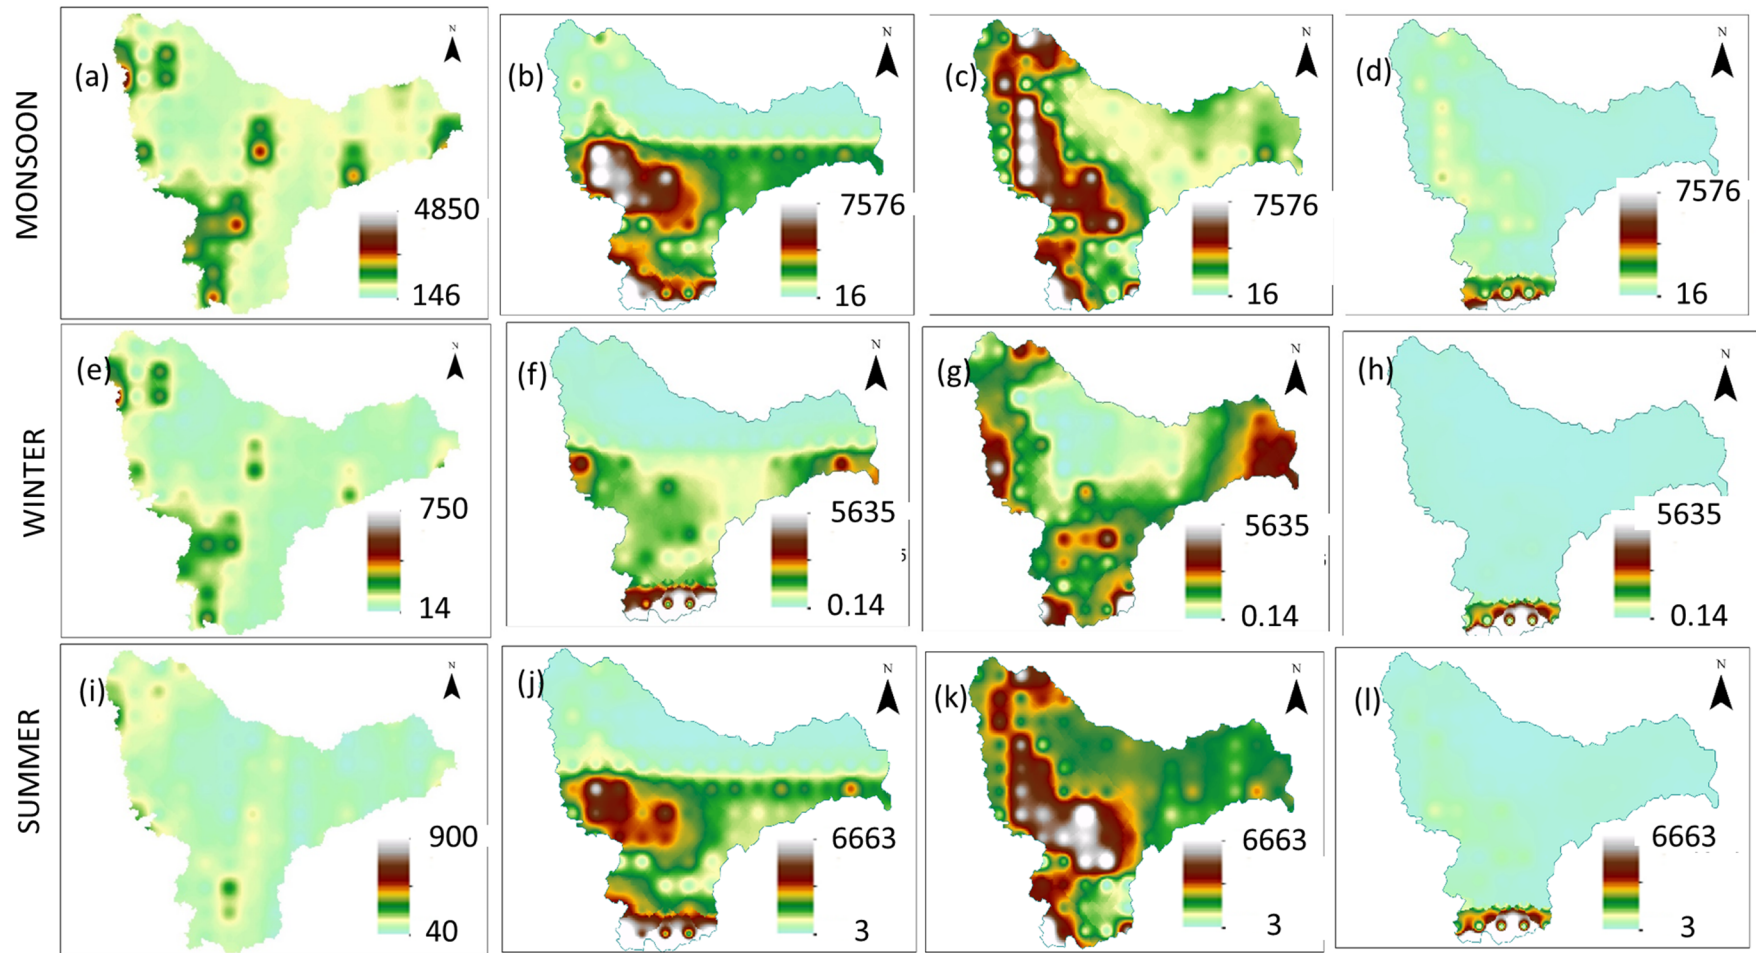 MONSOON
(a)
N
4850
146
(b)
N
7576
16
(c)
N
7576
16
(d)
N
7576
16
WINTER
(e)
N
750
14
(f)
N
5635
0.14
(g)
N
5635
0.14
(h)
N
5635
0.14
SUMMER
(i)
N
900
40
(j)
N
6663
3
(k)
N
6663
3
(l)
N
6663
3